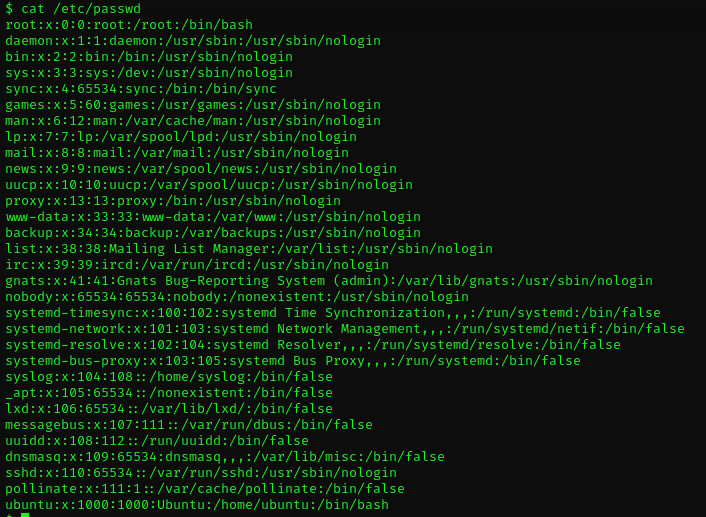 $ cat /etc/passwd
root:x:0:0:root:/root:/bin/bash
daemon:x:1:1:daemon:/usr/sbin:/usr/sbin/nologin
bin:x:2:2:bin:/bin:/usr/sbin/nologin
sys:x:3:3:sys:/dev:/usr/sbin/nologin
sync:x:4:65534:sync:/bin:/bin/sync
games:x:5:60:games:/usr/games:/usr/sbin/nologin
man:x:6:12:man:/var/cache/man:/usr/sbin/nologin
lp:x:7:7:lp:/var/spool/lpd:/usr/sbin/nologin
mail:x:8:8:mail:/var/mail:/usr/sbin/nologin
news:x:9:9:news:/var/spool/news:/usr/sbin/nologin
uucp:x:10:10:uucp:/var/spool/uucp:/usr/sbin/nologin
proxy:x:13:13:proxy:/bin:/usr/sbin/nologin
www-data:x:33:33:www-data:/var/www:/usr/sbin/nologin
backup:x:34:34:backup:/var/backups:/usr/sbin/nologin
list:x:38:38:Mailing List Manager:/var/list:/usr/sbin/nologin
irc:x:39:39:ircd:/var/run/ircd:/usr/sbin/nologin
gnats:x:41:41:Gnats Bug-Reporting System (admin):/var/lib/gnats:/usr/sbin/nologin
nobody:x:65534:65534:nobody:/nonexistent:/usr/sbin/nologin
systemd-timesync:x:100:102:systemd Time Synchronization,,,:/run/systemd:/bin/false
systemd-network:x:101:103:systemd Network Management,,,:/run/systemd/netif:/bin/false
systemd-resolve:x:102:104:systemd Resolver,,,:/run/systemd/resolve:/bin/false
systemd-bus-proxy:x:103:105:systemd Bus Proxy,,,:/run/systemd:/bin/false
syslog:x:104:108::/home/syslog:/bin/false
_apt:x:105:65534::/nonexistent:/bin/false
lxd:x:106:65534::/var/lib/lxd/:/bin/false
messagebus:x:107:111::/var/run/dbus:/bin/false
uuidd:x:108:112::/run/uuidd:/bin/false
dnsmasq:x:109:65534:dnsmasq,,,:/var/lib/misc:/bin/false
sshd:x:110:65534::/var/run/sshd:/usr/sbin/nologin
pollinate:x:111:1::/var/cache/pollinate:/bin/false
ubuntu:x:1000:1000:Ubuntu:/home/ubuntu:/bin/bash
$